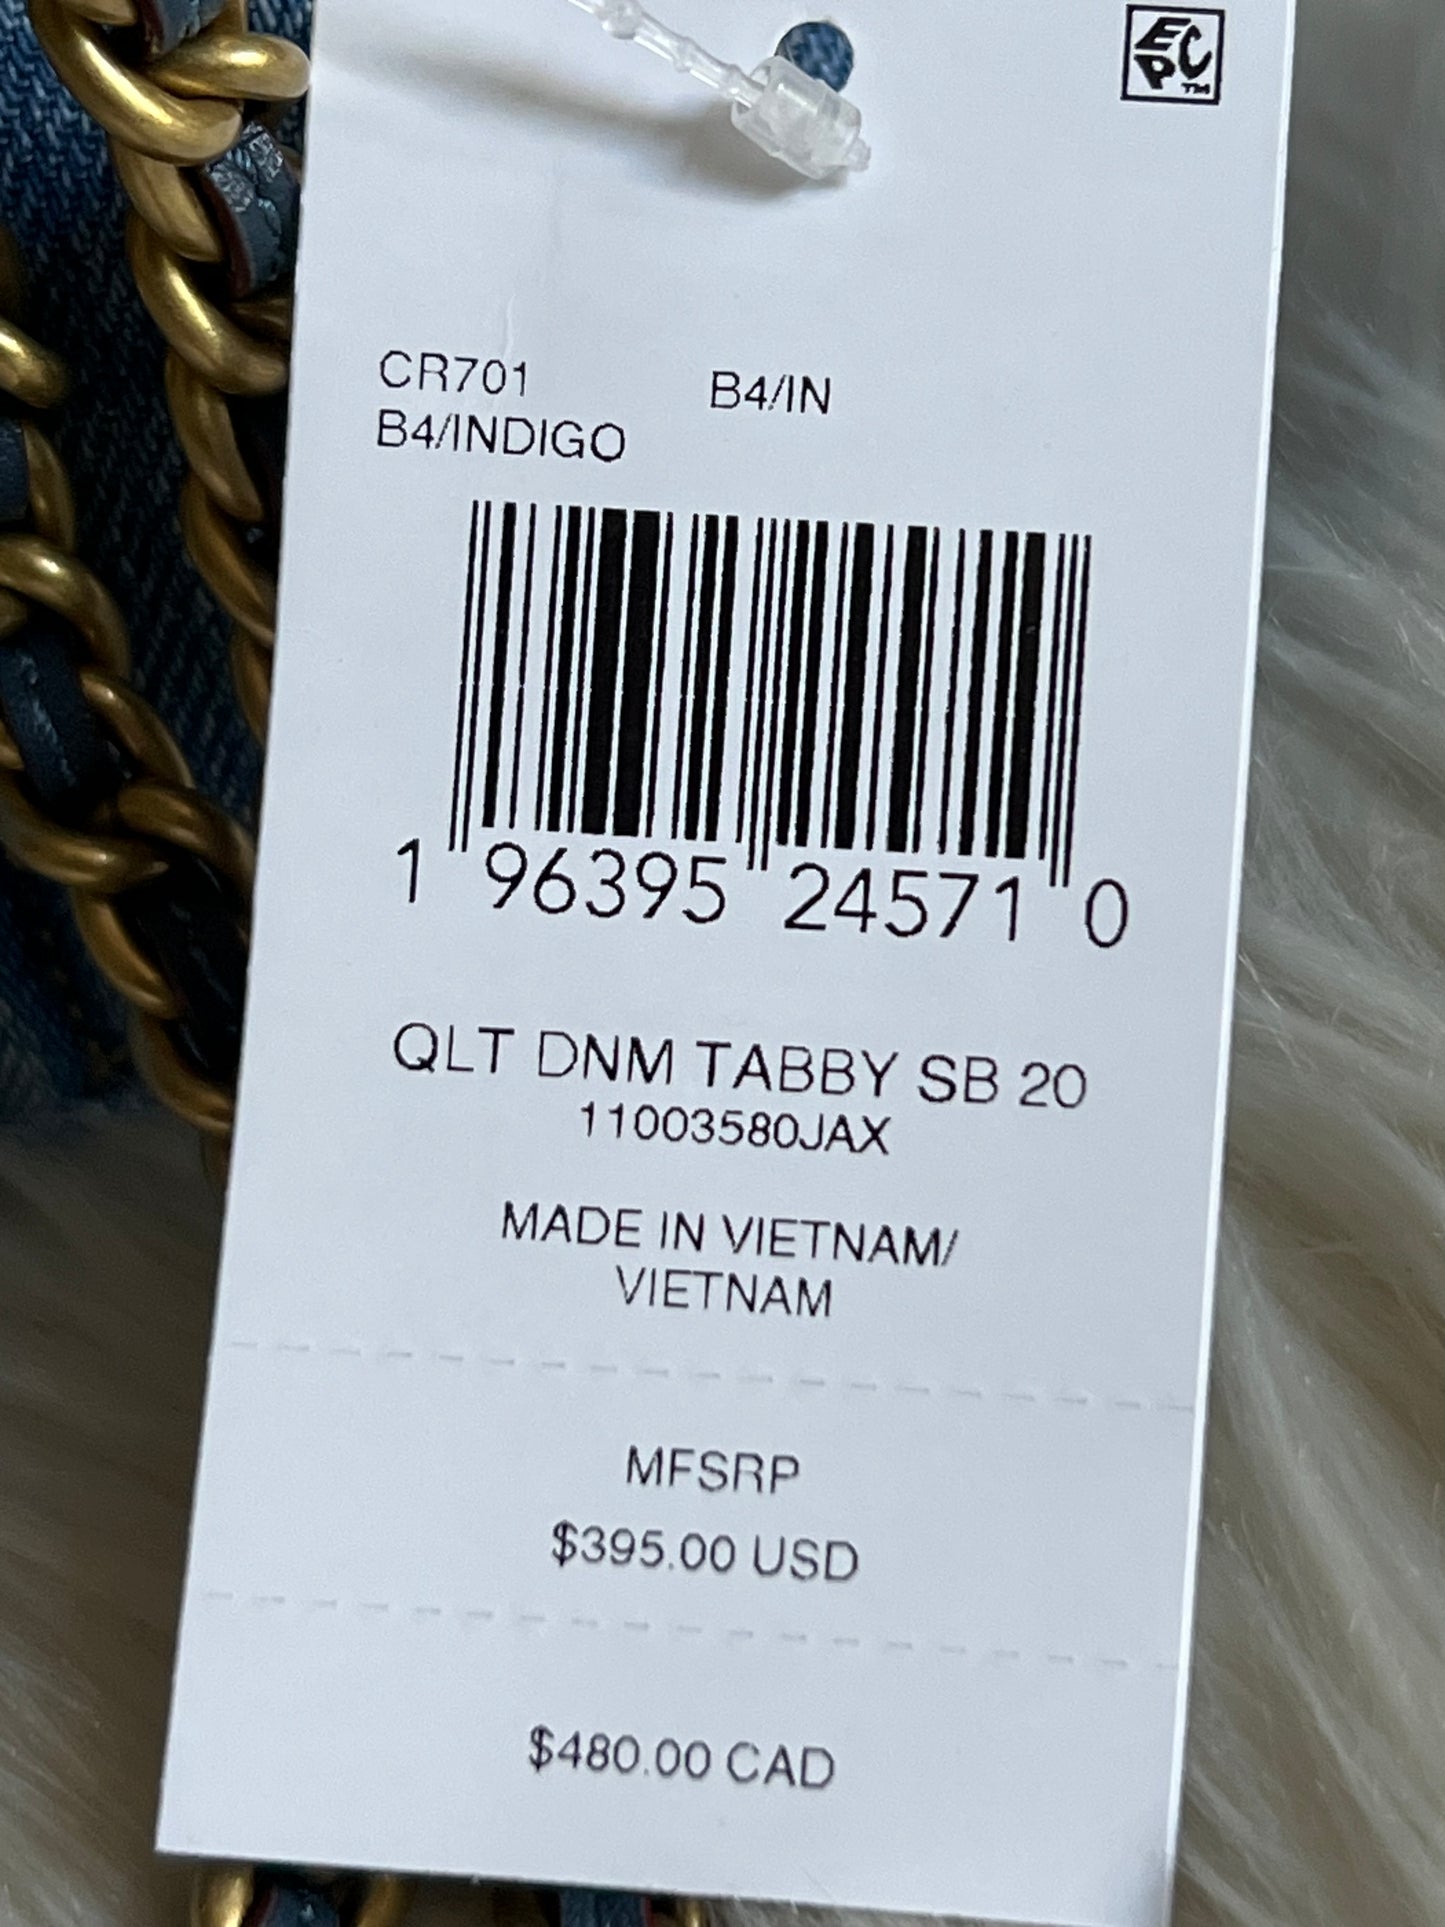 ECP™
CR701 B4/IN
B4/INDIGO
1 96395 24571 0
QLT DNM TABBY SB 20
11003580JAX
MADE IN VIETNAM/
VIETNAM
MFSRP
$395.00 USD
$480.00 CAD